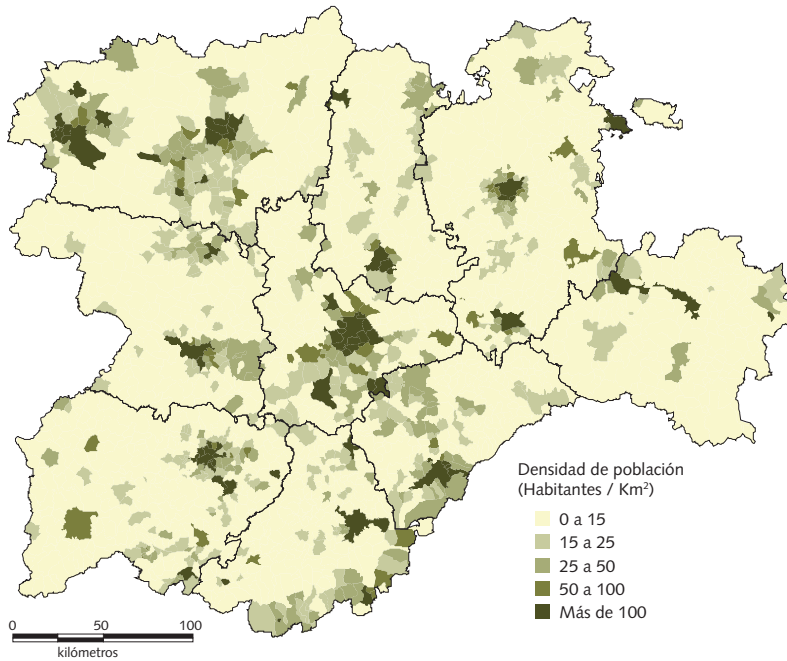 Densidad de población
(Habitantes / Km²)
0 a 15
15 a 25
25 a 50
50 a 100
Más de 100
0 50 100
kilómetros